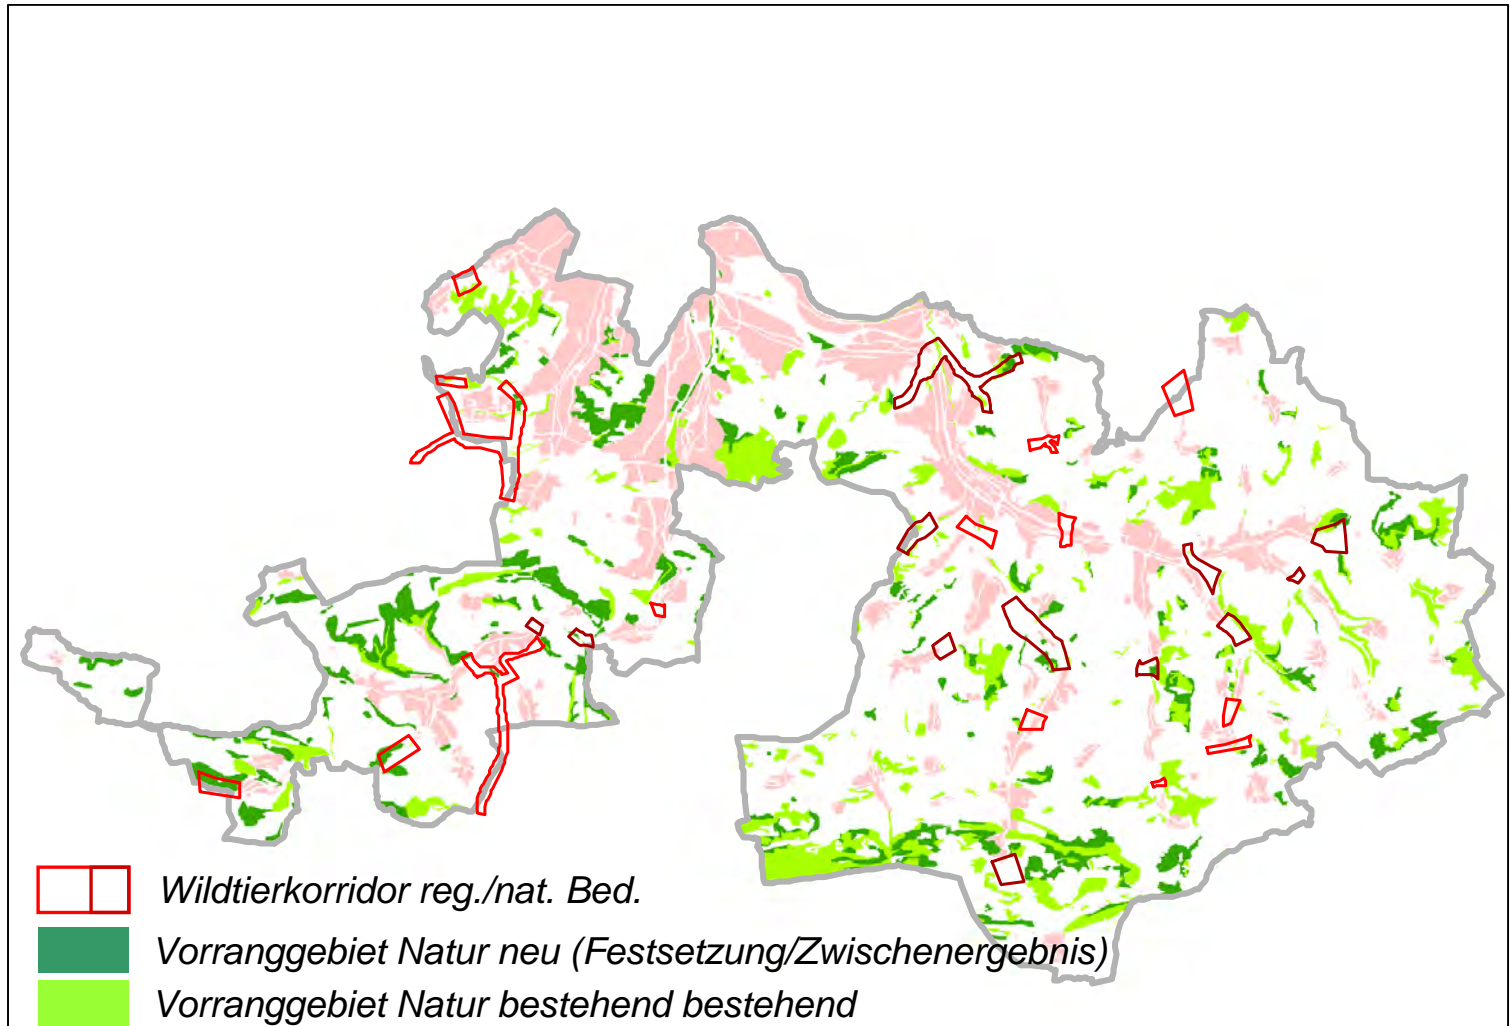 Wildtierkorridor reg./nat. Bed.
Vorranggebiet Natur neu (Festsetzung/Zwischenergebnis)
Vorranggebiet Natur bestehend bestehend